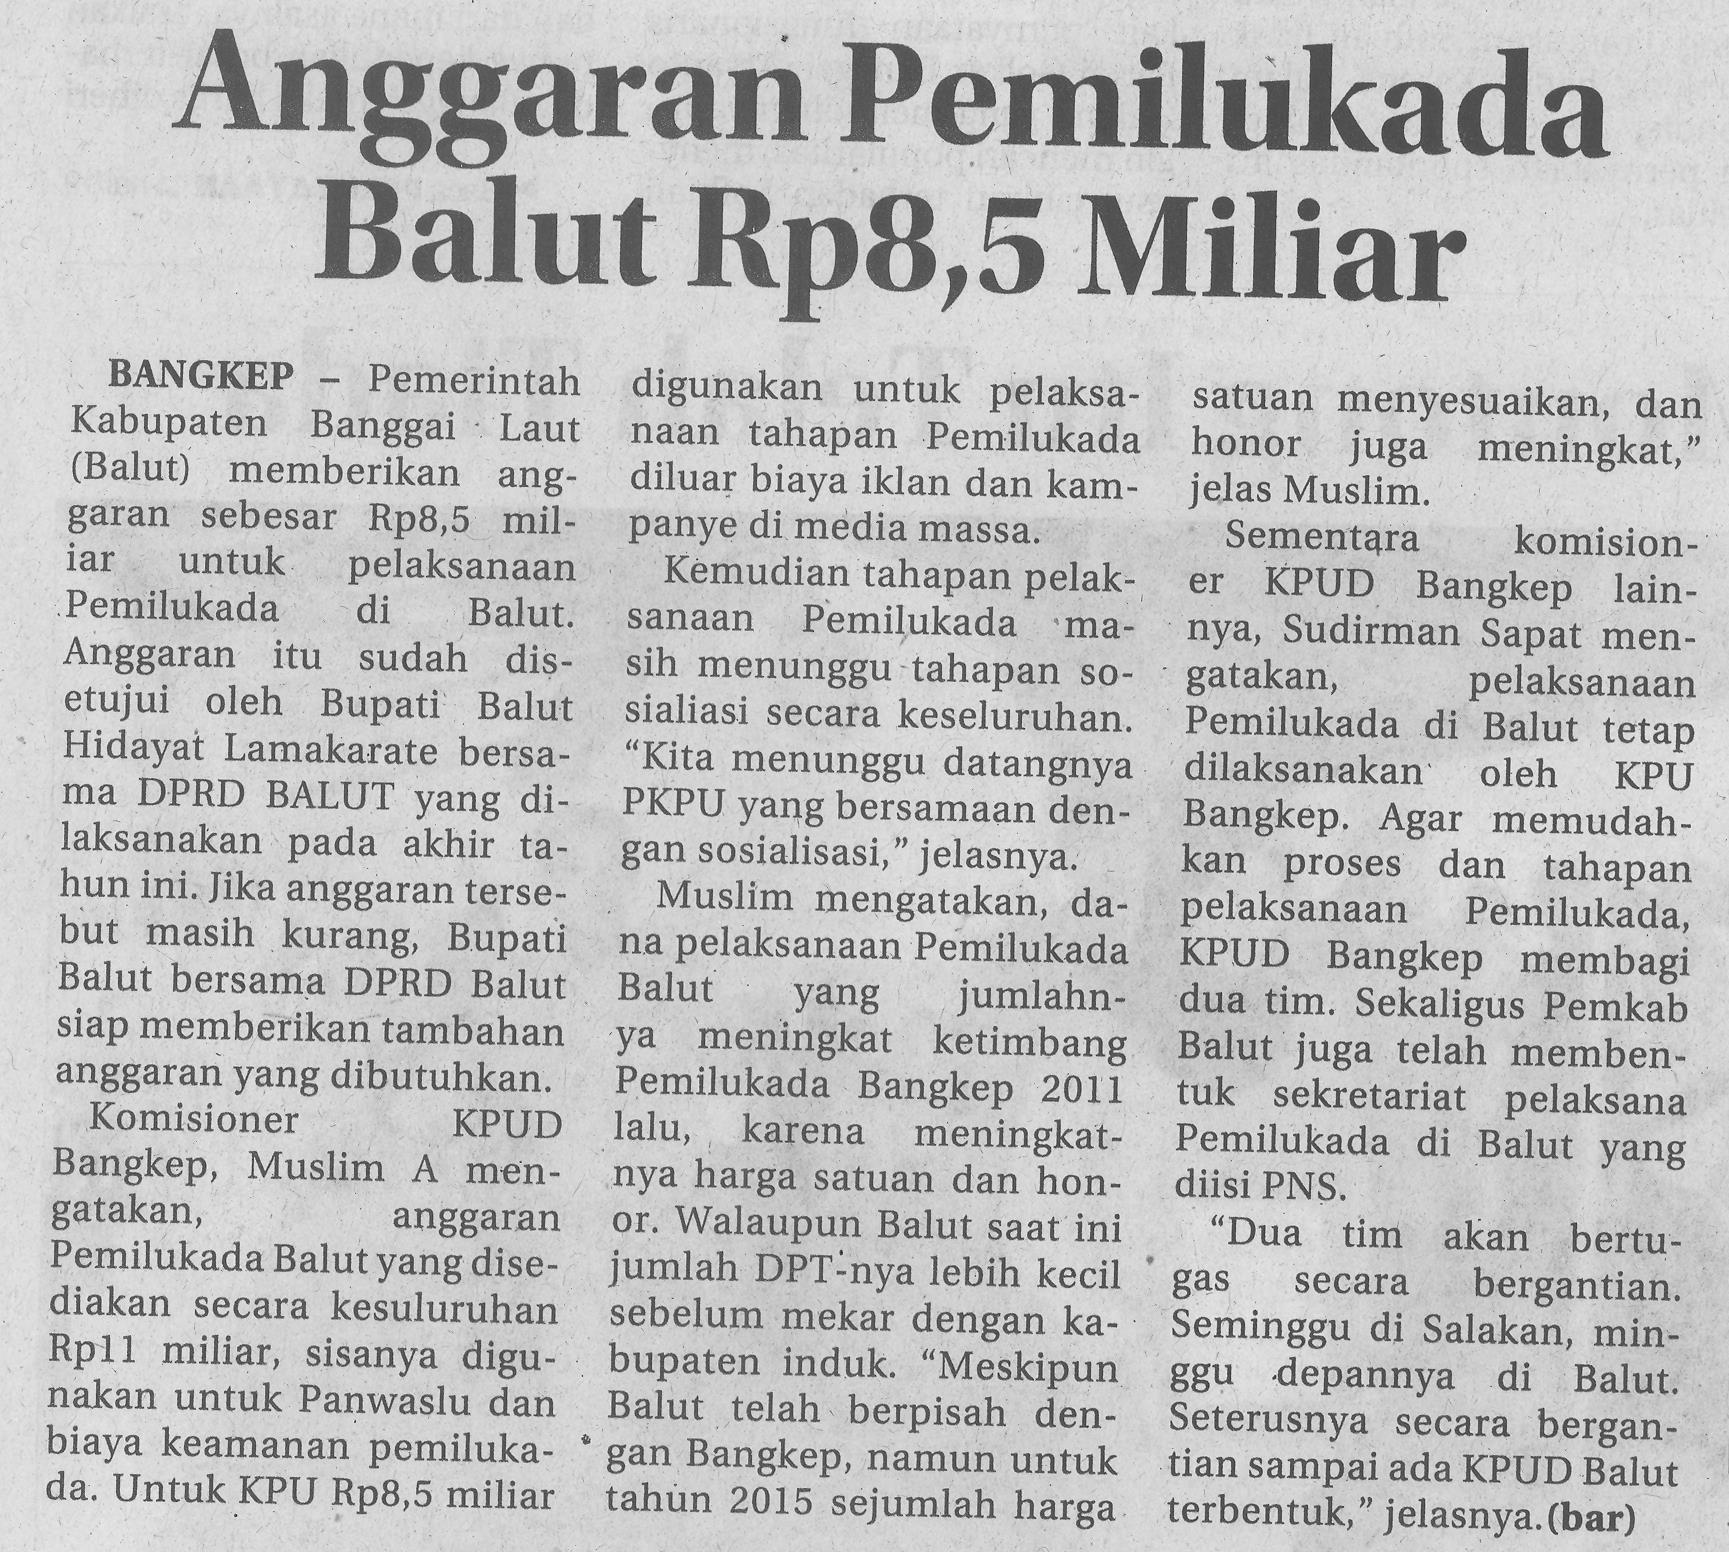 Anggaran Pemilukada
Balut Rp8,5 Miliar
BANGKEP – Pemerintah
Kabupaten Banggai Laut
(Balut) memberikan ang-
garan sebesar Rp8,5 mil-
iar untuk pelaksanaan
Pemilukada di Balut.
Anggaran itu sudah dis-
etujui oleh Bupati Balut
Hidayat Lamakarate bersa-
ma DPRD BALUT yang di-
laksanakan pada akhir ta-
hun ini. Jika anggaran terse-
but masih kurang, Bupati
Balut bersama DPRD Balut
siap memberikan tambahan
anggaran yang dibutuhkan.
Komisioner KPUD
Bangkep, Muslim A men-
gatakan, anggaran
Pemilukada Balut yang dise-
diakan secara kesuluruhan
Rp11 miliar, sisanya digu-
nakan untuk Panwaslu dan
biaya keamanan pemiluka-
da. Untuk KPU Rp8,5 miliar
digunakan untuk pelaksa-
naan tahapan Pemilukada
diluar biaya iklan dan kam-
panye di media massa.
Kemudian tahapan pelak-
sanaan Pemilukada ma-
sih menunggu tahapan so-
sialiasi secara keseluruhan.
“Kita menunggu datangnya
PKPU yang bersamaan den-
gan sosialisasi,” jelasnya.
Muslim mengatakan, da-
na pelaksanaan Pemilukada
Balut yang jumlahn-
ya meningkat ketimbang
Pemilukada Bangkep 2011
lalu, karena meningkat-
nya harga satuan dan hon-
or. Walaupun Balut saat ini
jumlah DPT-nya lebih kecil
sebelum mekar dengan ka-
bupaten induk. “Meskipun
Balut telah berpisah den-
gan Bangkep, namun untuk
tahun 2015 sejumlah harga
satuan menyesuaikan, dan
honor juga meningkat,”
jelas Muslim.
Sementara komision-
er KPUD Bangkep lain-
nya, Sudirman Sapat men-
gatakan, pelaksanaan
Pemilukada di Balut tetap
dilaksanakan oleh KPU
Bangkep. Agar memudah-
kan proses dan tahapan
pelaksanaan Pemilukada,
KPUD Bangkep membagi
dua tim. Sekaligus Pemkab
Balut juga telah memben-
tuk sekretariat pelaksana
Pemilukada di Balut yang
diisi PNS.
“Dua tim akan bertu-
gas secara bergantian.
Seminggu di Salakan, min-
ggu depannya di Balut.
Seterusnya secara bergan-
tian sampai ada KPUD Balut
terbentuk,” jelasnya.(bar)